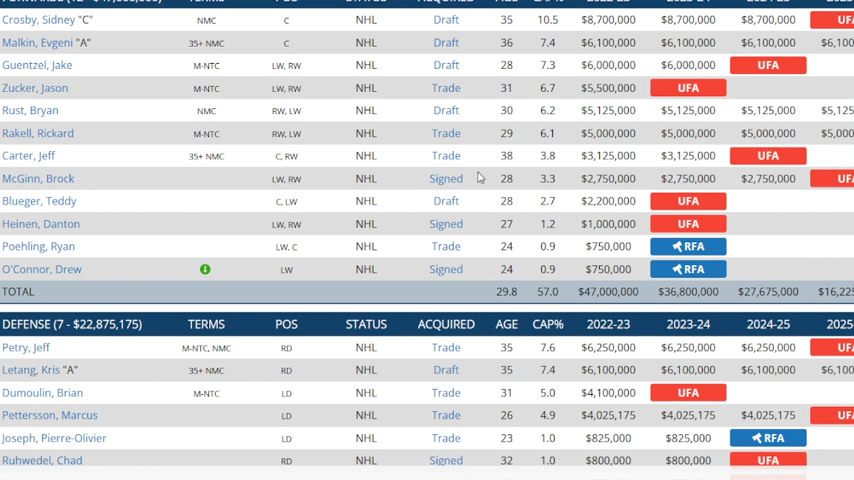 Crosby, Sidney "C" NMC C NHL Draft 35 10.5 $8,700,000 $8,700,000 $8,700,000 UFA
Malkin, Evgeni "A" 35+ NMC C NHL Draft 36 7.4 $6,100,000 $6,100,000 $6,100,000 $6,100
Guentzel, Jake M-NTC LW, RW NHL Draft 28 7.3 $6,000,000 $6,000,000 UFA
Zucker, Jason M-NTC LW, RW NHL Trade 31 6.7 $5,500,000 UFA
Rust, Bryan NMC RW, LW NHL Draft 30 6.2 $5,125,000 $5,125,000 $5,125,000 $5,125
Rakell, Rickard M-NTC RW, LW NHL Trade 29 6.1 $5,000,000 $5,000,000 $5,000,000 $5,000
Carter, Jeff 35+ NMC C, RW NHL Trade 38 3.8 $3,125,000 $3,125,000 UFA
McGinn, Brock LW, RW NHL Signed 28 3.3 $2,750,000 $2,750,000 $2,750,000 UFA
Blueger, Teddy C, LW NHL Draft 28 2.7 $2,200,000 UFA
Heinen, Danton LW, RW NHL Signed 27 1.2 $1,000,000 UFA
Poehling, Ryan LW, C NHL Trade 24 0.9 $750,000 RFA
O'Connor, Drew LW NHL Signed 24 0.9 $750,000 RFA
TOTAL 29.8 57.0 $47,000,000 $36,800,000 $27,675,000 $16,225
DEFENSE (7 - $22,875,175) TERMS POS STATUS ACQUIRED AGE CAP% 2022-23 2023-24 2024-25 2025-
Petry, Jeff M-NTC, NMC RD NHL Trade 35 7.6 $6,250,000 $6,250,000 $6,250,000 UFA
Letang, Kris "A" 35+ NMC RD NHL Draft 35 7.4 $6,100,000 $6,100,000 $6,100,000 $6,100
Dumoulin, Brian M-NTC LD NHL Trade 31 5.0 $4,100,000 UFA
Pettersson, Marcus LD NHL Trade 26 4.9 $4,025,175 $4,025,175 $4,025,175 UFA
Joseph, Pierre-Olivier LD NHL Trade 23 1.0 $825,000 $825,000 RFA
Ruhwedel, Chad RD NHL Signed 32 1.0 $800,000 $800,000 UFA